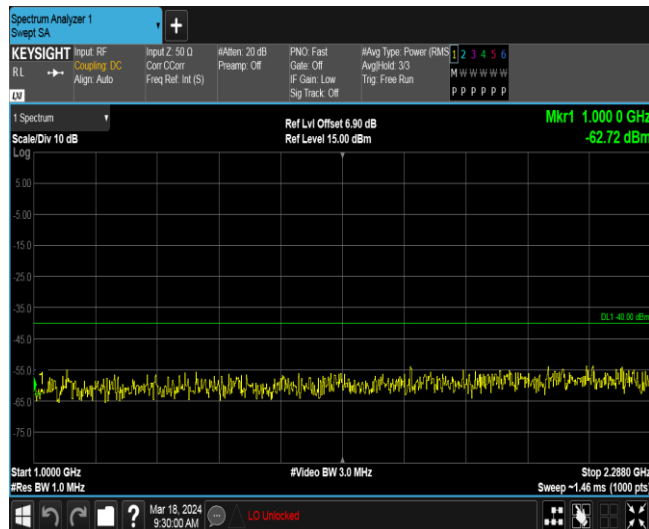 Spectrum Analyzer 1
Swept SA
+
KEYSIGHT
RL
LXI
Input: RF
Coupling: DC
Align: Auto
Input Z: 50 Ω
Corr CCorr
Freq Ref: Int (S)
#Atten: 20 dB
Preamp: Off
PNO: Fast
Gate: Off
IF Gain: Low
Sig Track: Off
#Avg Type: Power (RMS
Avg|Hold: 3/3
Trig: Free Run
1 2 3 4 5 6
M W W W W W
P P P P P P
1 Spectrum
Scale/Div 10 dB
Log
Ref Lvl Offset 6.90 dB
Ref Level 15.00 dBm
Mkr1 1.000 0 GHz
-62.72 dBm
5.00
-5.00
-15.0
-25.0
-35.0
DL1 -40.00 dBm
-45.0
-55.0
1
-65.0
-75.0
Start 1.0000 GHz
#Video BW 3.0 MHz
Stop 2.2880 GHz
#Res BW 1.0 MHz
Sweep ~1.46 ms (1000 pts)
?
Mar 18, 2024
9:30:00 AM
LO Unlocked